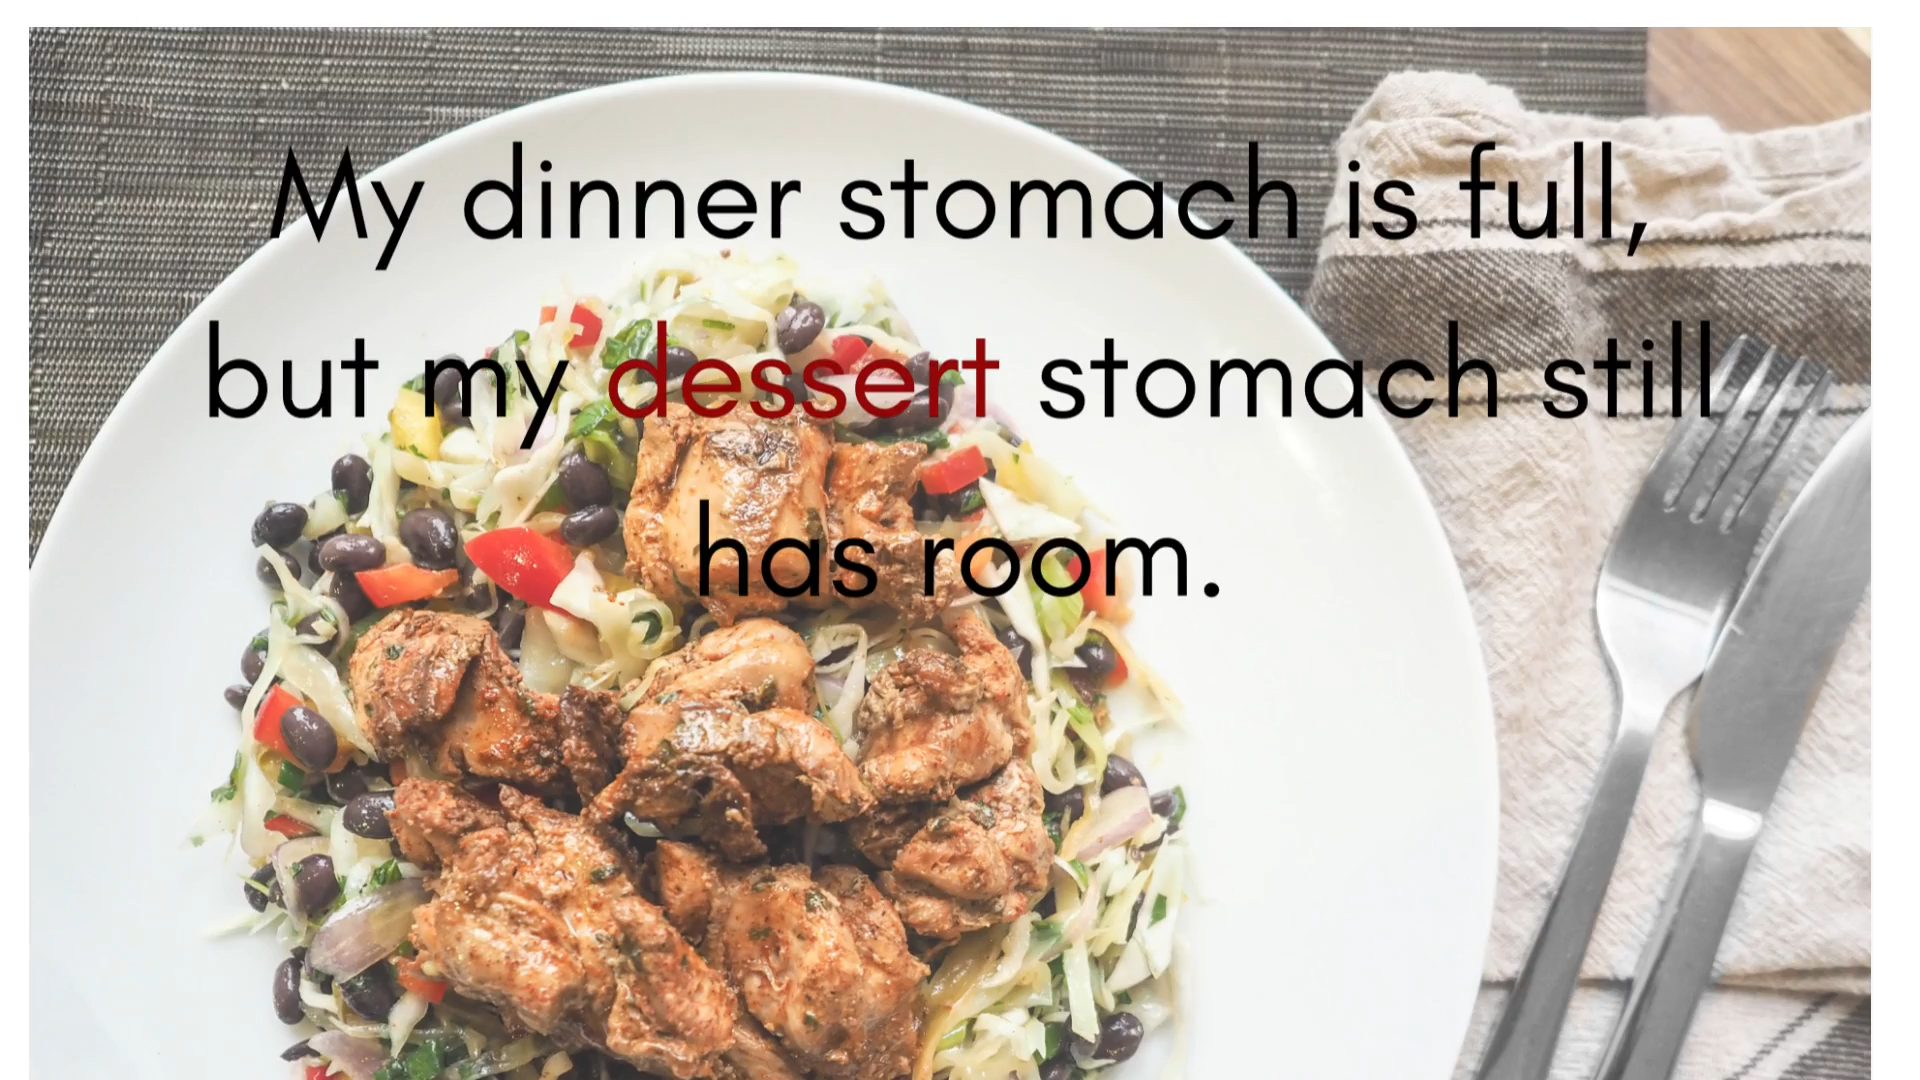 My dinner stomach is full,
but my dessert stomach still
has room.